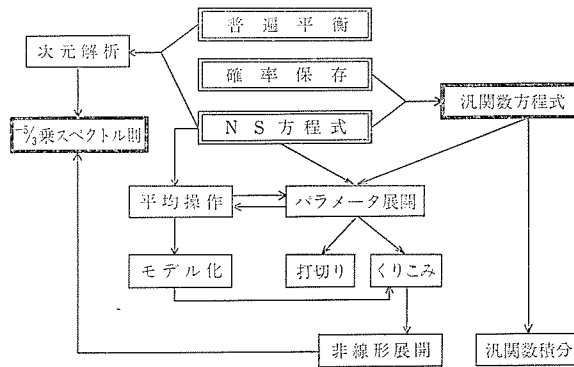 普遍平衡
次元解析
確率保存
汎関数方程式
-5/3乗スペクトル則
NS方程式
平均操作
パラメータ展開
モデル化
打切り
くりこみ
非線形展開
汎関数積分